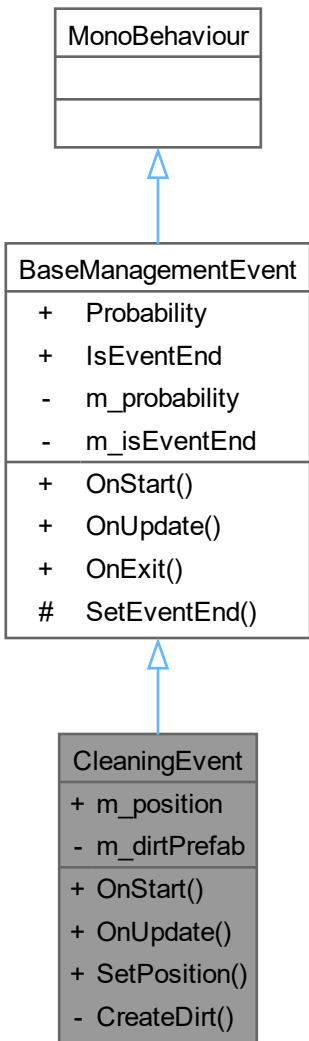 MonoBehaviour
BaseManagementEvent
+ Probability
+ IsEventEnd
- m_probability
- m_isEventEnd
+ OnStart()
+ OnUpdate()
+ OnExit()
# SetEventEnd()
CleaningEvent
+ m_position
- m_dirtPrefab
+ OnStart()
+ OnUpdate()
+ SetPosition()
- CreateDirt()